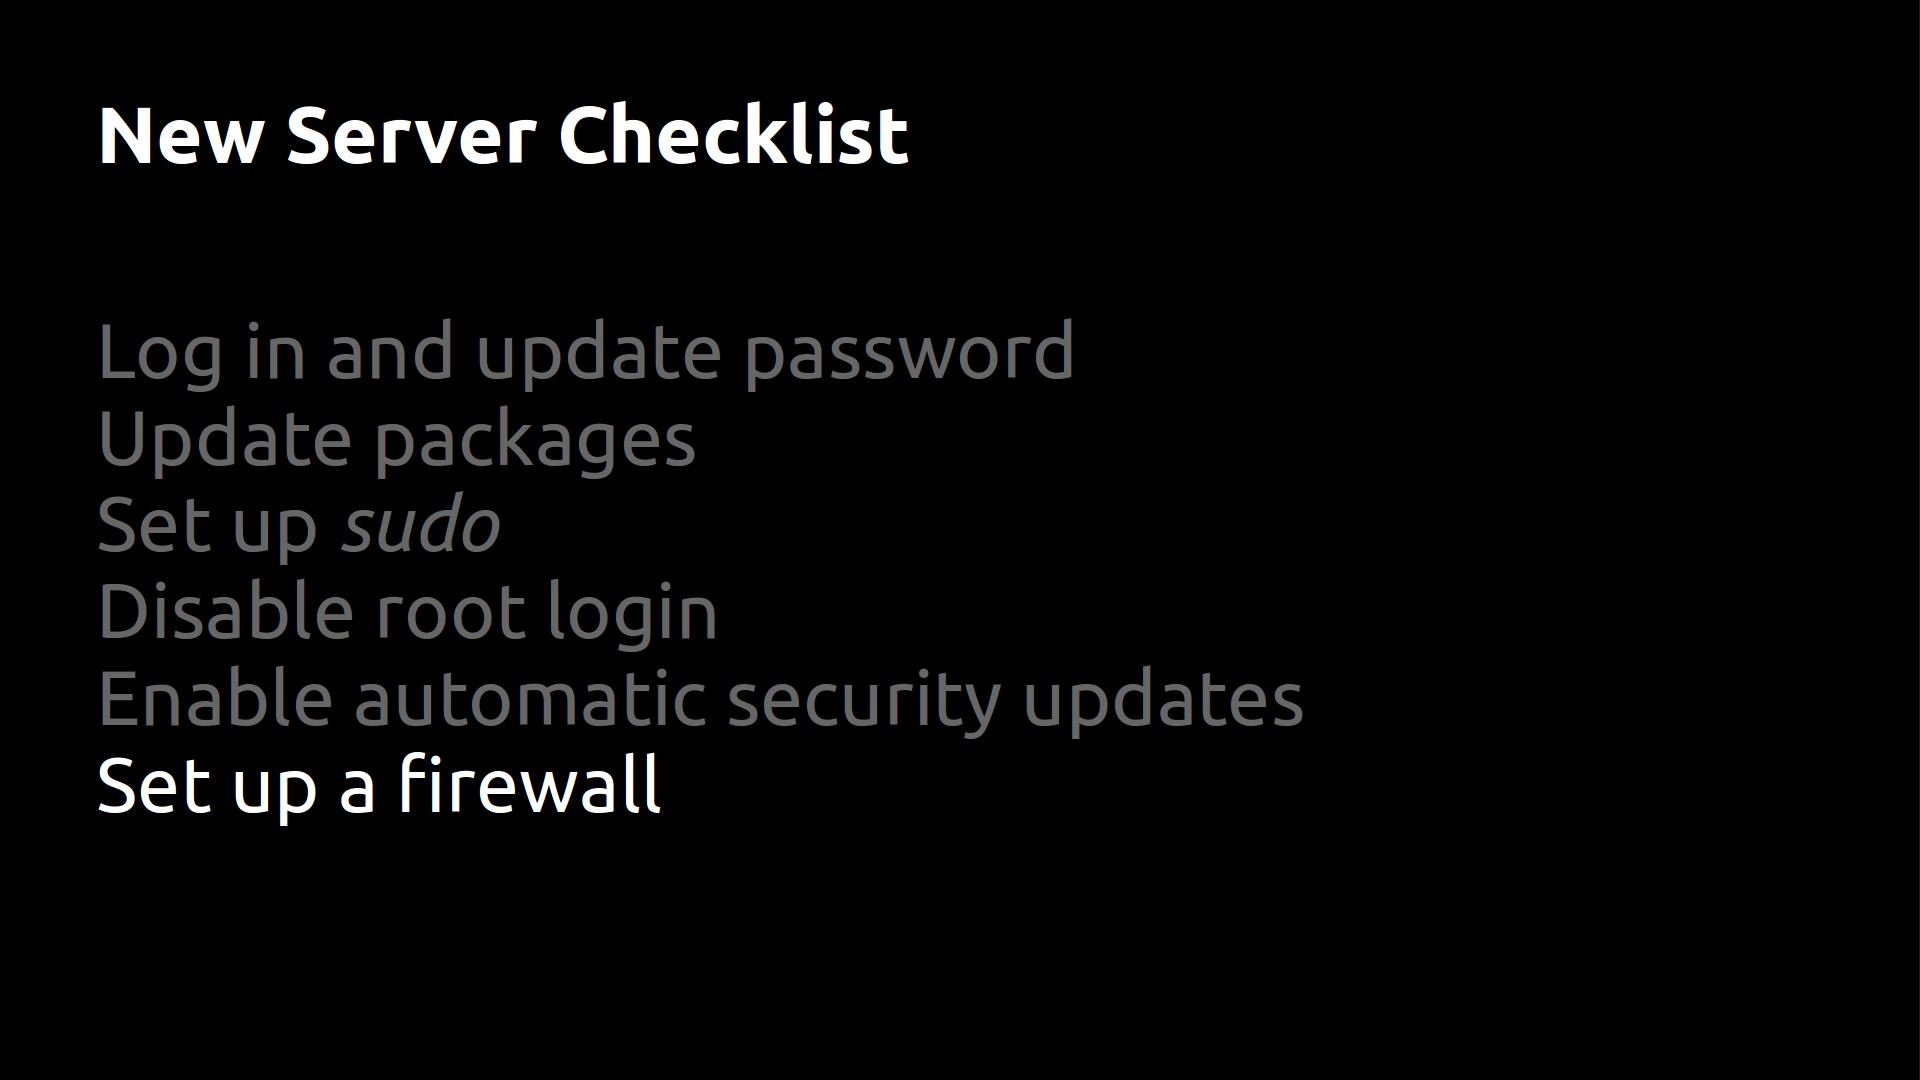 New Server Checklist
Log in and update password
Update packages
Set up sudo
Disable root login
Enable automatic security updates
Set up a firewall